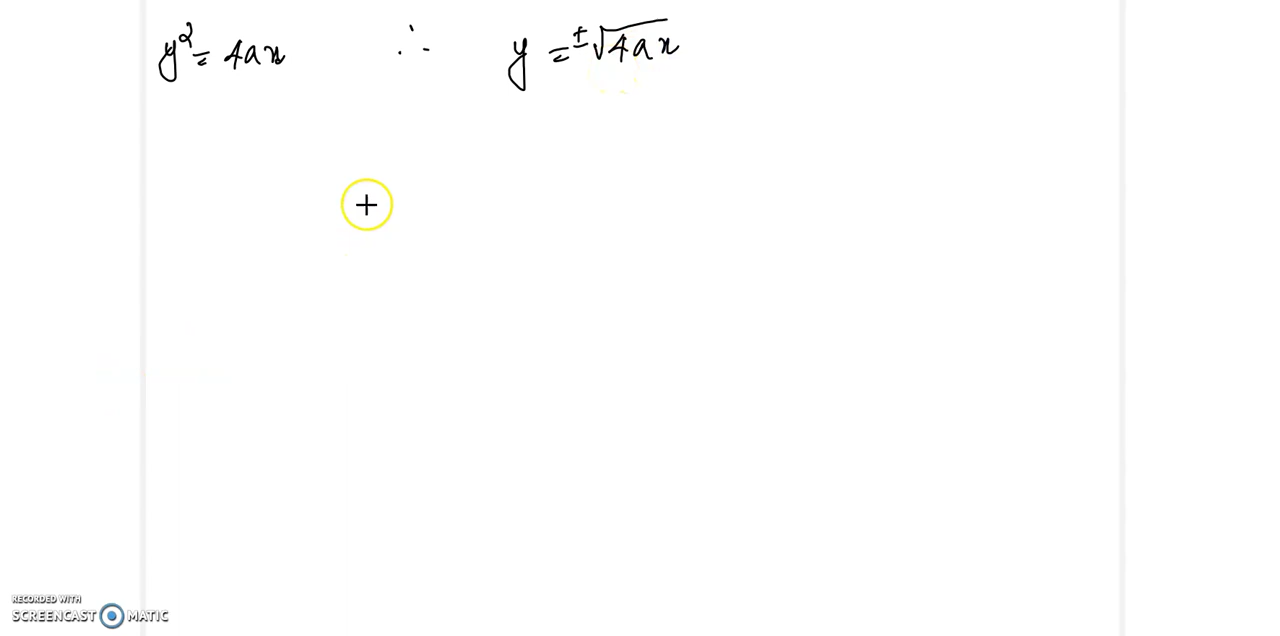 y² = 4ax ∴ y = ±√4ax
RECORDED WITH
SCREENCAST MATIC